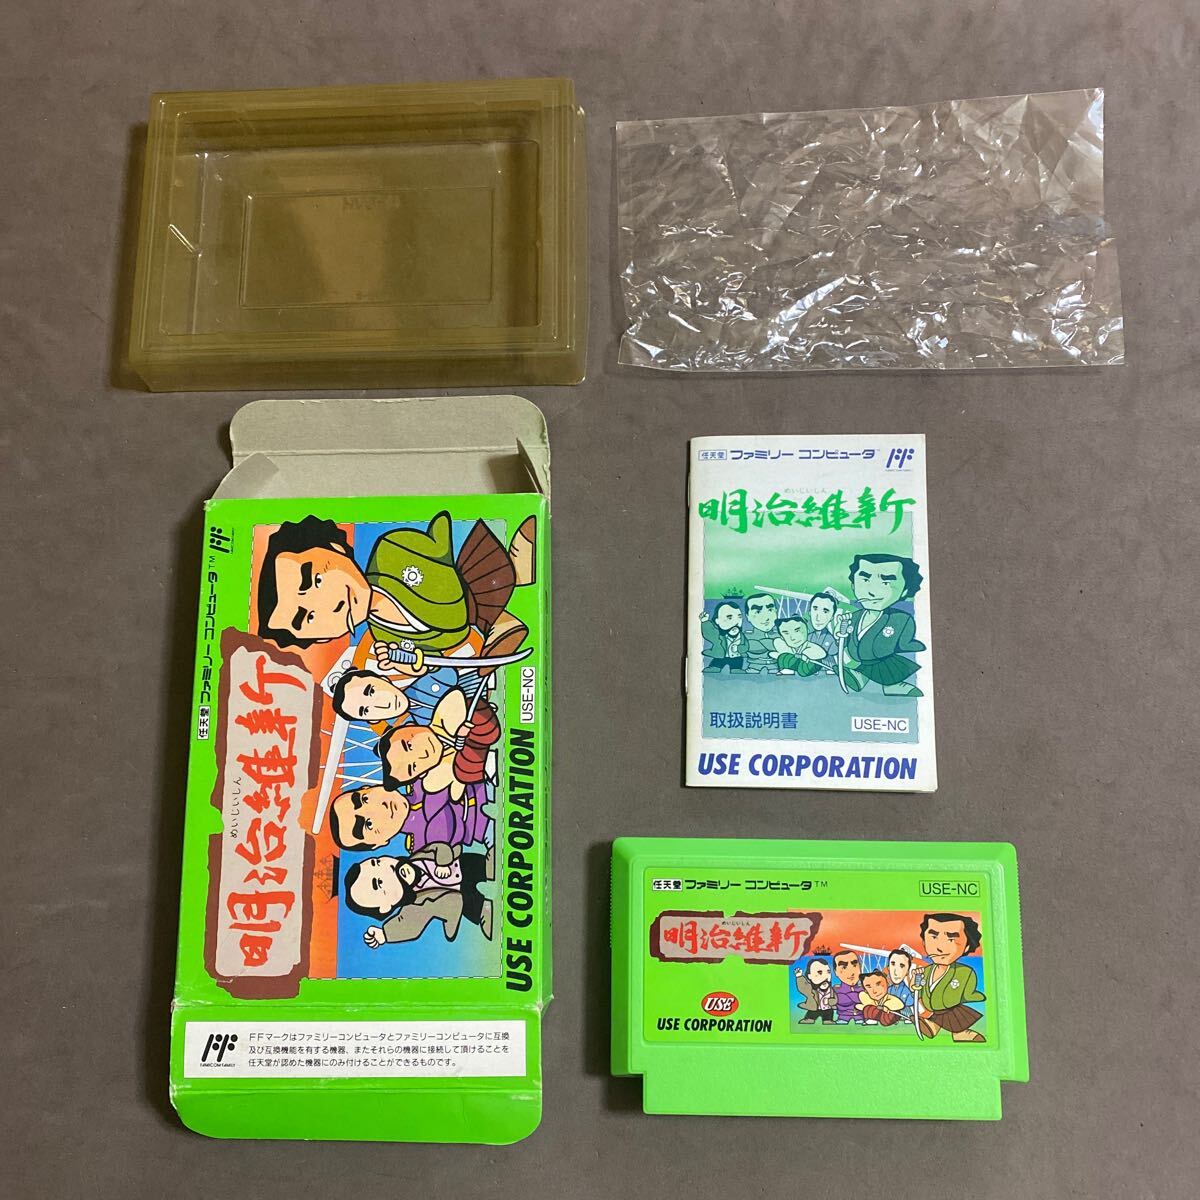 任天堂 ファミリー コンピュータ™ FF
めいじいしん
明治維新
USE-NC
USE CORPORATION
FF FAMICOM FAMILY
FFマークはファミリーコンピュータとファミリーコンピュータに互換
及び互換機能を有する機器、またそれらの機器に接続して頂けることを
任天堂が認めた機器にのみ付けることができるものです。
任天堂 ファミリー コンピュータ™ FF
めいじいしん
明治維新
取扱説明書 USE-NC
USE CORPORATION
任天堂 ファミリー コンピュータ™ USE-NC
めいじいしん
明治維新
USE
USE CORPORATION